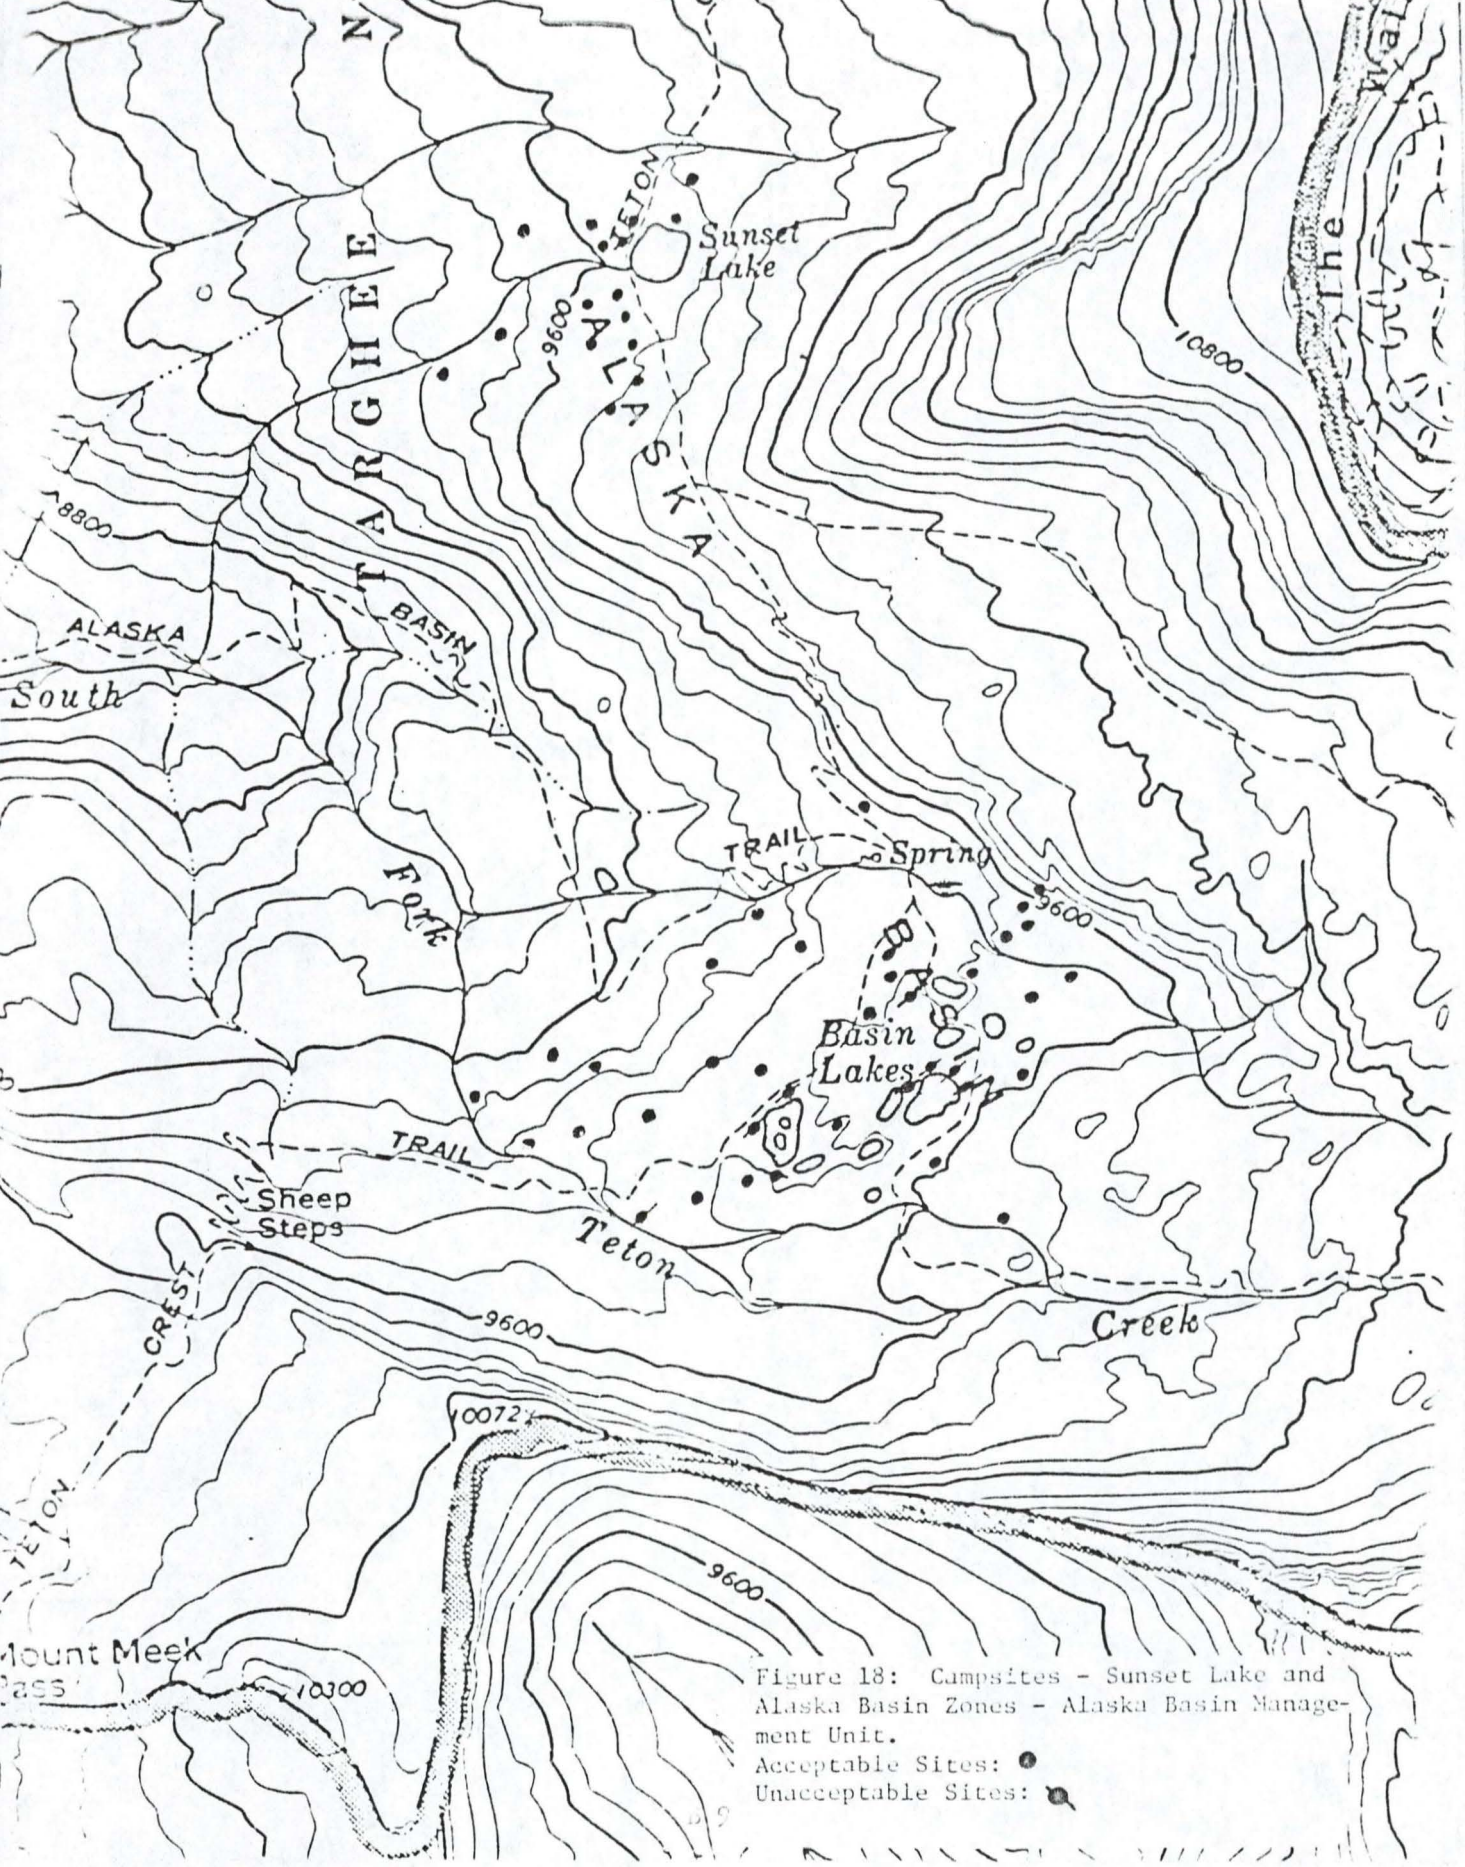 N
Wal
The
TETON
Sunset
Lake
TARGHEE
9600
10800
ALASKA
8800
ALASKA
BASIN
South
TRAIL
Spring
Fork
9600
BAS
Basin
Lakes
TRAIL
Sheep
Steps
Teton
CREST
9600
Creek
10072
TETON
9600
Mount Meek
Pass
10300
Figure 18: Campsites - Sunset Lake and
Alaska Basin Zones - Alaska Basin Manage-
ment Unit.
Acceptable Sites:
Unacceptable Sites: